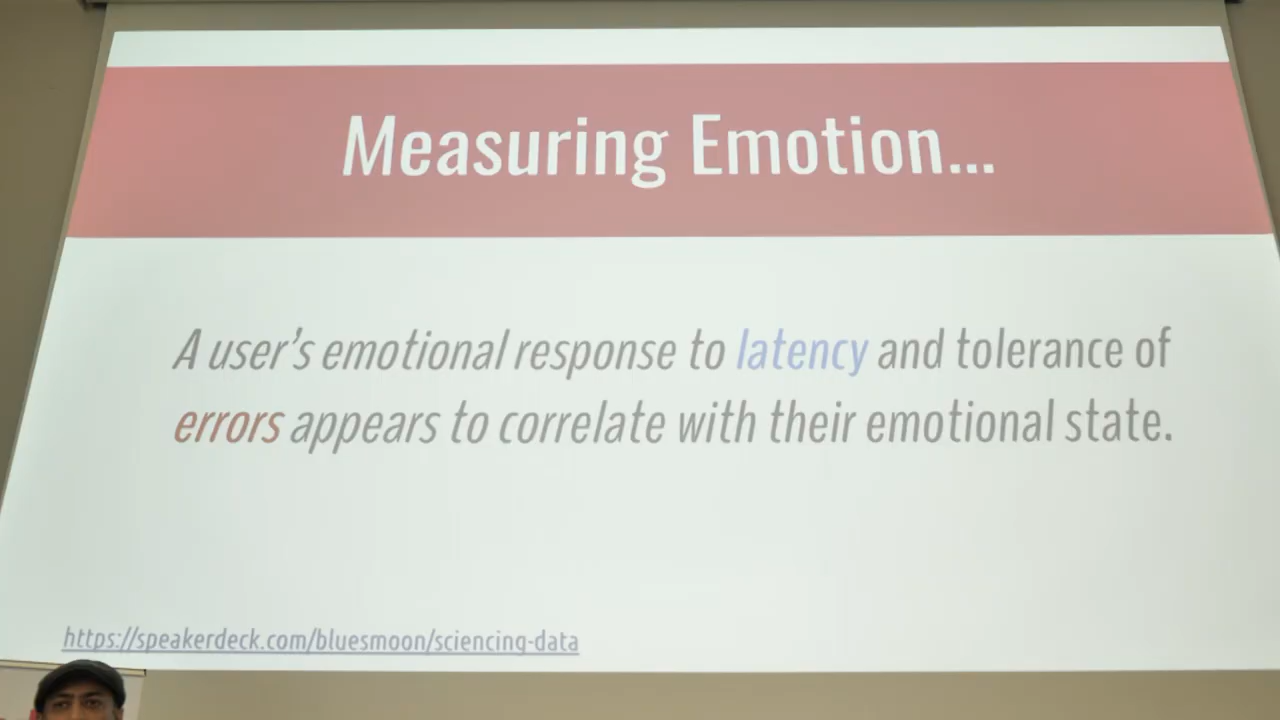 Measuring Emotion...
A user's emotional response to latency and tolerance of
errors appears to correlate with their emotional state.
https://speakerdeck.com/bluesmoon/sciencing-data